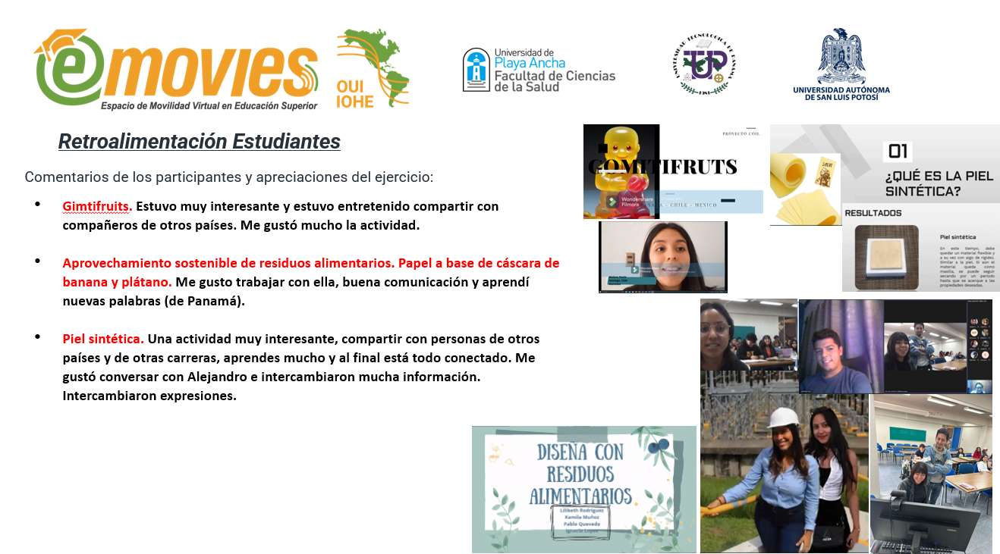 emovies
Espacio de Movilidad Virtual en Educación Superior
OUI
IOHE
Universidad de
Playa Ancha
Facultad de Ciencias
de la Salud
UNIVERSIDAD TECNOLÓGICA DE PANAMÁ
UTP
1981
UNIVERSIDAD AUTÓNOMA
DE SAN LUIS POTOSÍ
Retroalimentación Estudiantes
Comentarios de los participantes y apreciaciones del ejercicio:
• Gimtifruits. Estuvo muy interesante y estuvo entretenido compartir con
compañeros de otros países. Me gustó mucho la actividad.
• Aprovechamiento sostenible de residuos alimentarios. Papel a base de cáscara de
banana y plátano. Me gusto trabajar con ella, buena comunicación y aprendí
nuevas palabras (de Panamá).
• Piel sintética. Una actividad muy interesante, compartir con personas de otros
países y de otras carreras, aprendes mucho y al final está todo conectado. Me
gustó conversar con Alejandro e intercambiaron mucha información.
Intercambiaron expresiones.
PROYECTO COIL
GOMITIFRUTS
Wondershare
Filmora
- CHILE - MEXICO
01
¿QUÉ ES LA PIEL
SINTÉTICA?
RESULTADOS
Piel sintética
En este tiempo, debe
quedar un material flexible y
a su vez con algo de rigidez.
Similar a la piel. Si aún el
material queda como
masilla, se puede seguir
secando por un periodo
hasta que se acerque a las
propiedades deseadas.
DISEÑA CON
RESIDUOS
ALIMENTARIOS
Lilibeth Rodríguez
Kamila Muñoz
Pablo Quevedo
Ignacio Lopez